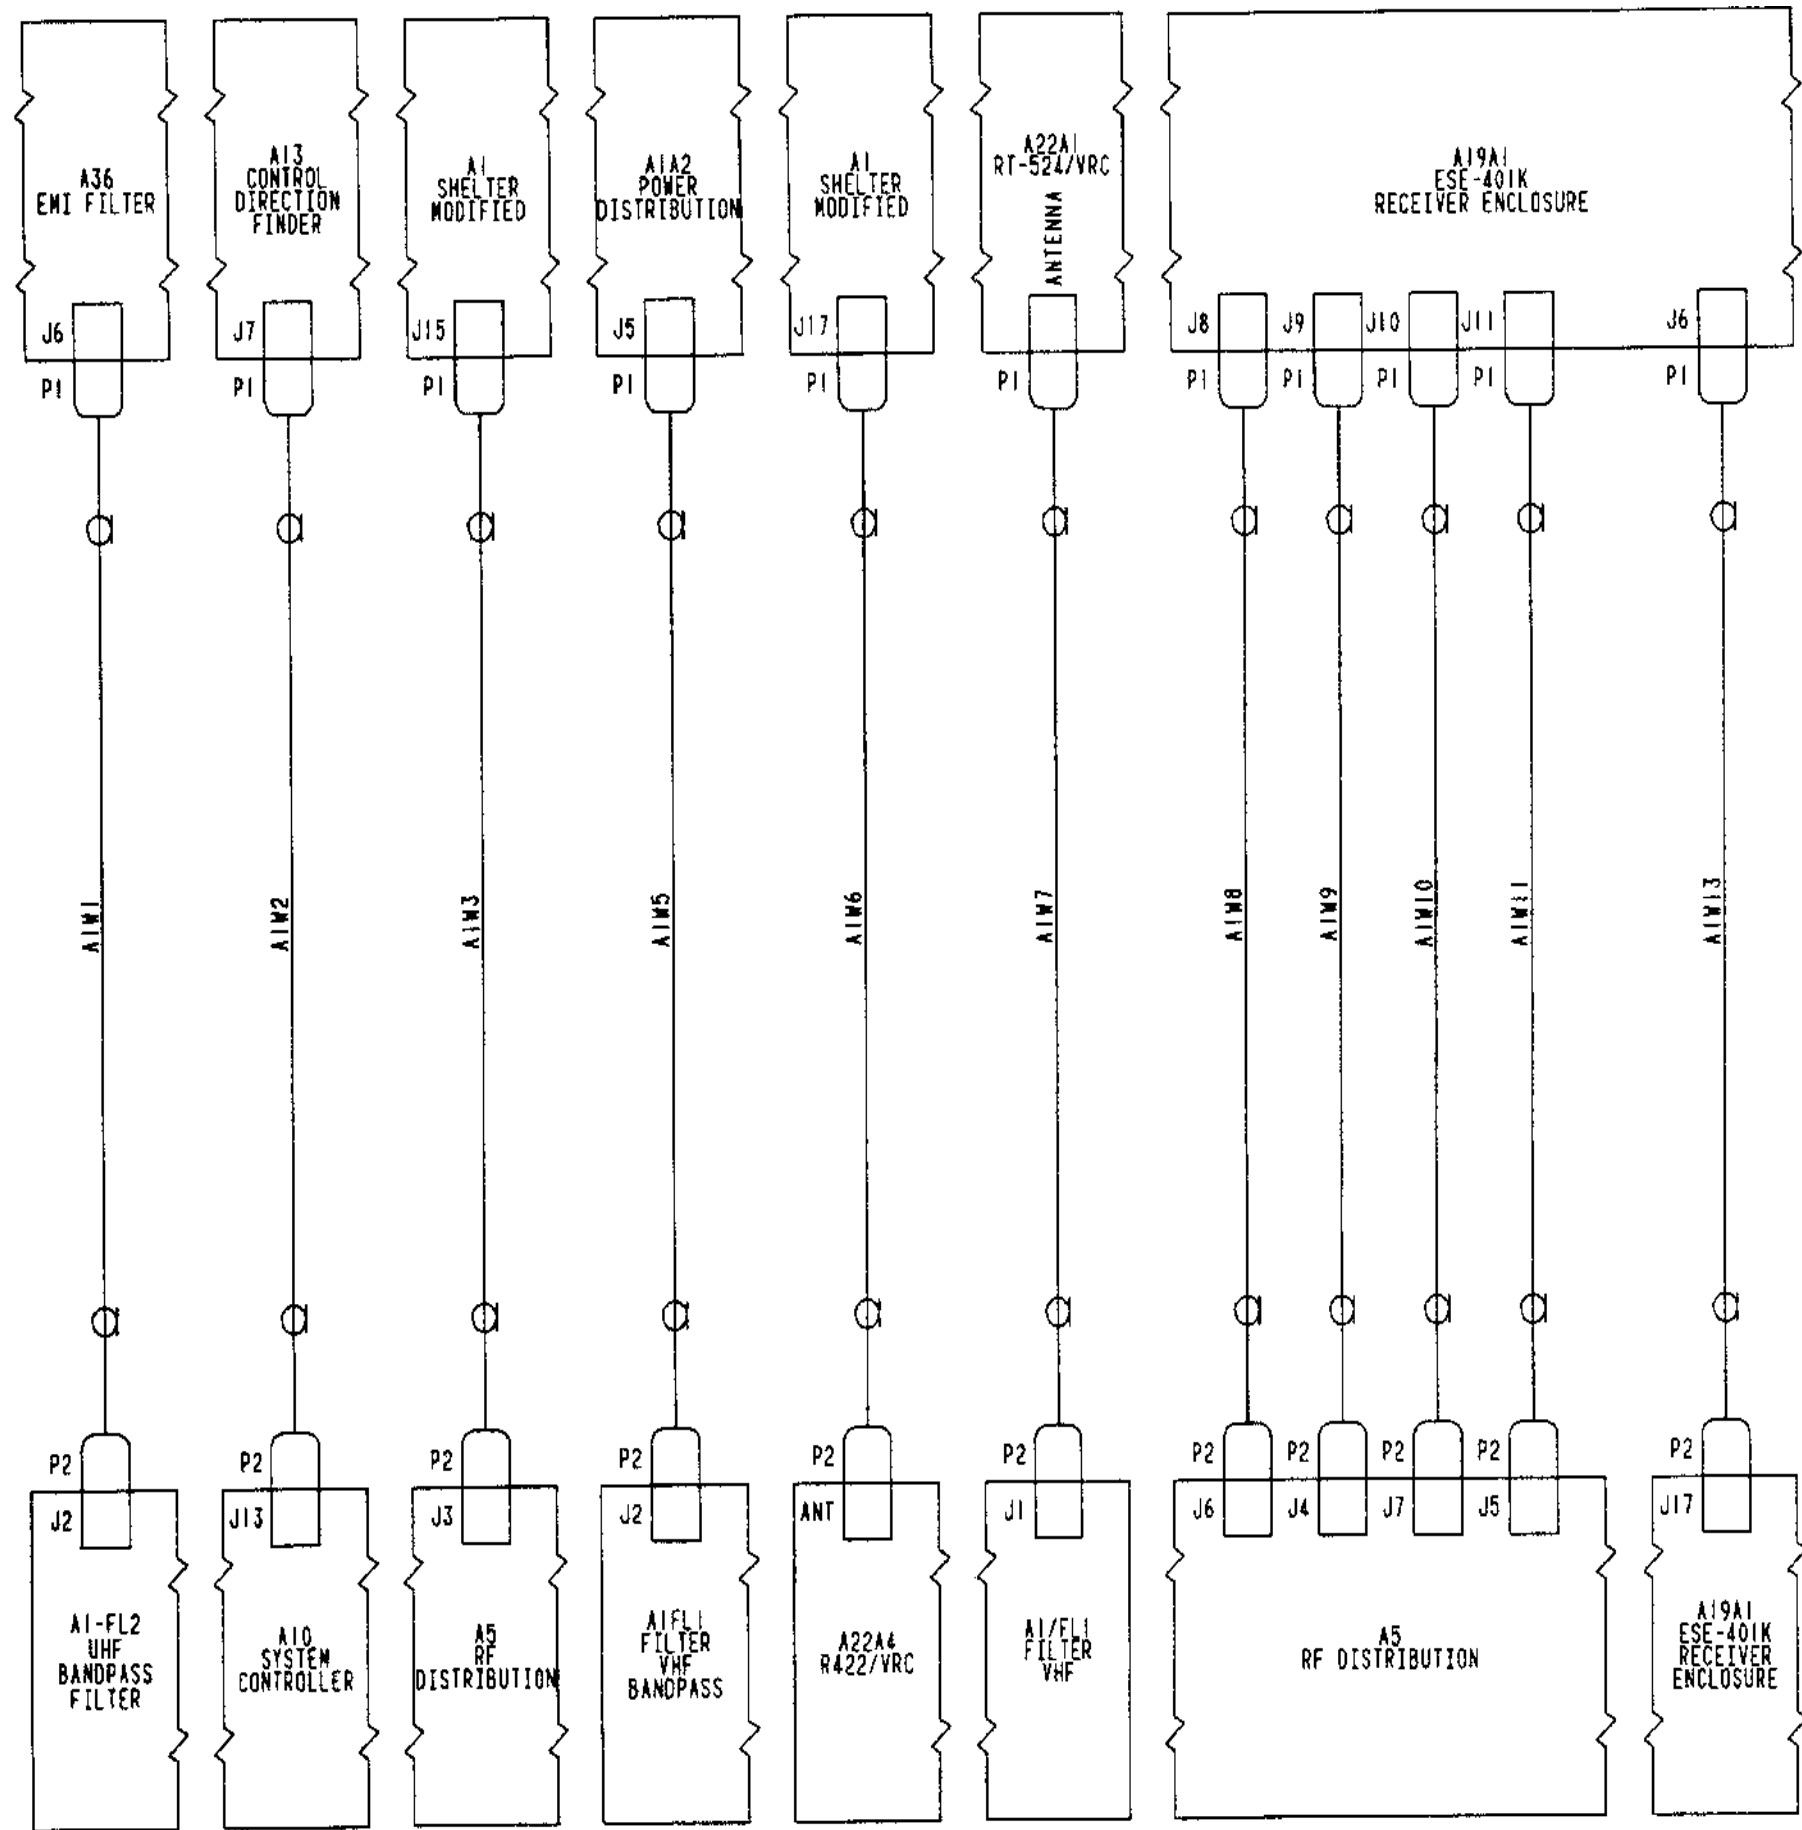 A36
EMI FILTER
A13
CONTROL
DIRECTION
FINDER
A1
SHELTER
MODIFIED
A1A2
POWER
DISTRIBUTION
A1
SHELTER
MODIFIED
A22A1
RT-524/VRC
ANTENNA
A19A1
ESE-401K
RECEIVER ENCLOSURE
J6
J7
J15
J5
J17
J8
J9
J10
J11
J6
P1
P1
P1
P1
P1
P1
P1
P1
P1
P1
P1
A1W1
A1W2
A1W3
A1W5
A1W6
A1W7
A1W8
A1W9
A1W10
A1W11
A1W13
P2
P2
P2
P2
P2
P2
P2
P2
P2
P2
P2
J2
J13
J3
J2
ANT
J1
J6
J4
J7
J5
J17
A1-FL2
UHF
BANDPASS
FILTER
A10
SYSTEM
CONTROLLER
A5
RF
DISTRIBUTION
A1FL1
FILTER
VHF
BANDPASS
A22A4
R422/VRC
A1/FL1
FILTER
VHF
A5
RF DISTRIBUTION
A19A1
ESE-401K
RECEIVER
ENCLOSURE